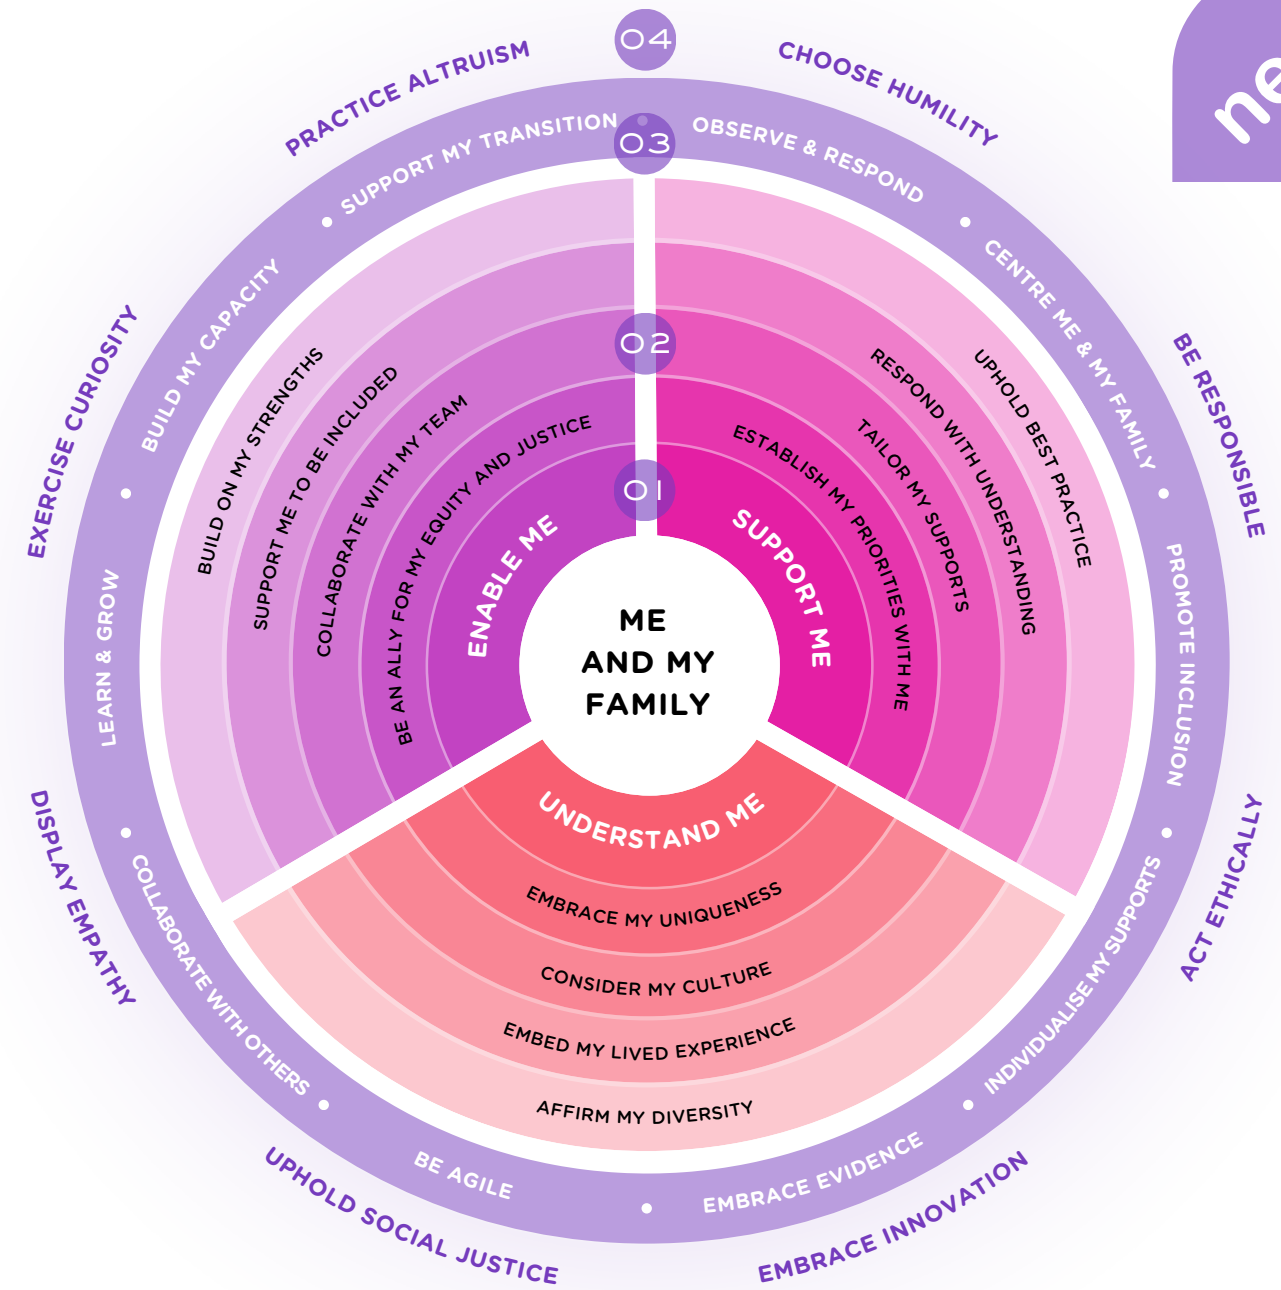 04
PRACTICE ALTRUISM
CHOOSE HUMILITY
BE RESPONSIBLE
ACT ETHICALLY
EMBRACE INNOVATION
UPHOLD SOCIAL JUSTICE
DISPLAY EMPATHY
EXERCISE CURIOSITY
ne
03
OBSERVE & RESPOND
CENTRE ME & MY FAMILY
PROMOTE INCLUSION
INDIVIDUALISE MY SUPPORTS
EMBRACE EVIDENCE
BE AGILE
COLLABORATE WITH OTHERS
LEARN & GROW
BUILD MY CAPACITY
SUPPORT MY TRANSITION
02
BUILD ON MY STRENGTHS
SUPPORT ME TO BE INCLUDED
COLLABORATE WITH MY TEAM
BE AN ALLY FOR MY EQUITY AND JUSTICE
ESTABLISH MY PRIORITIES WITH ME
TAILOR MY SUPPORTS
RESPOND WITH UNDERSTANDING
UPHOLD BEST PRACTICE
01
ENABLE ME
SUPPORT ME
ME
AND MY
FAMILY
UNDERSTAND ME
EMBRACE MY UNIQUENESS
CONSIDER MY CULTURE
EMBED MY LIVED EXPERIENCE
AFFIRM MY DIVERSITY